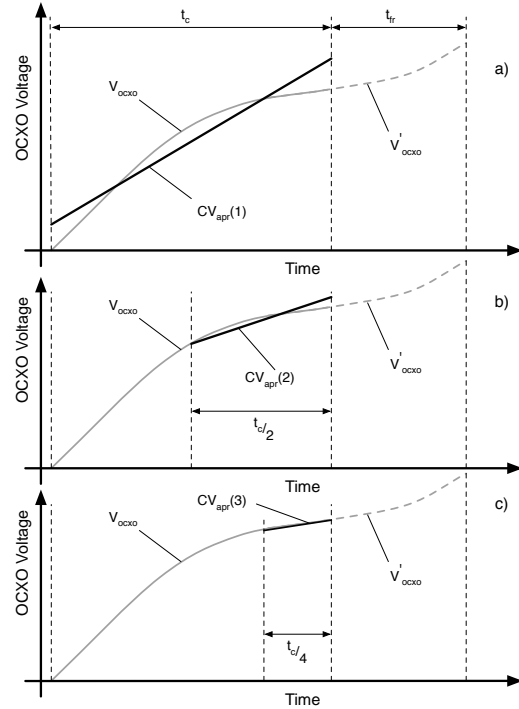 t_c t_fr
a)
OCXO Voltage
V_ocxo
V'_ocxo
CV_apr(1)
Time
b)
OCXO Voltage
V_ocxo
V'_ocxo
CV_apr(2)
t_c/2
Time
c)
OCXO Voltage
CV_apr(3)
V_ocxo
V'_ocxo
t_c/4
Time